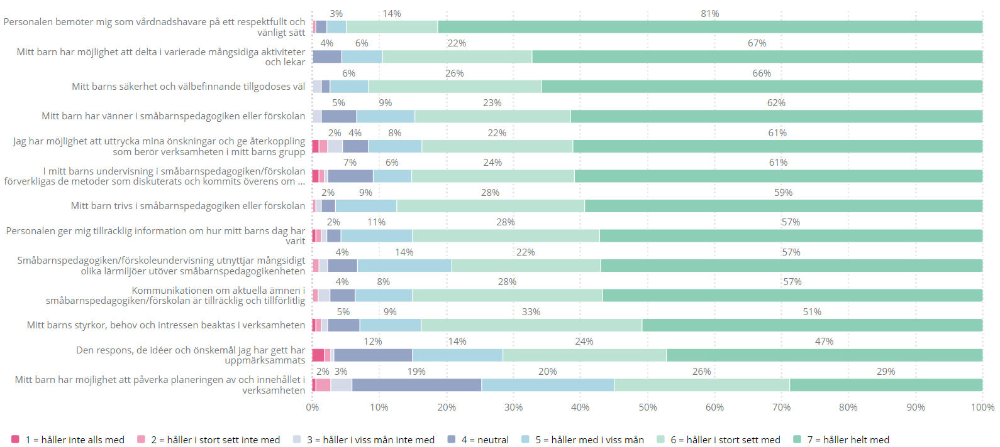 3% 14% 81%
Personalen bemöter mig som vårdnadshavare på ett respektfullt och
vänligt sätt
4% 6% 22% 67%
Mitt barn har möjlighet att delta i varierade mångsidiga aktiviteter
och lekar
6% 26% 66%
Mitt barns säkerhet och välbefinnande tillgodoses väl
5% 9% 23% 62%
Mitt barn har vänner i småbarnspedagogiken eller förskolan
2% 4% 8% 22% 61%
Jag har möjlighet att uttrycka mina önskningar och ge återkoppling
som berör verksamheten i mitt barns grupp
7% 6% 24% 61%
I mitt barns undervisning i småbarnspedagogiken/förskolan
förverkligas de metoder som diskuterats och kommits överens om ...
2% 9% 28% 59%
Mitt barn trivs i småbarnspedagogiken eller förskolan
2% 11% 28% 57%
Personalen ger mig tillräcklig information om hur mitt barns dag har
varit
4% 14% 22% 57%
Småbarnspedagogiken/förskoleundervisning utnyttjar mångsidigt
olika lärmiljöer utöver småbarnspedagogikenheten
4% 8% 28% 57%
Kommunikationen om aktuella ämnen i
småbarnspedagogiken/förskolan är tillräcklig och tillförlitlig
5% 9% 33% 51%
Mitt barns styrkor, behov och intressen beaktas i verksamheten
12% 14% 24% 47%
Den respons, de idéer och önskemål jag har gett har
uppmärksammats
2% 3% 19% 20% 26% 29%
Mitt barn har möjlighet att påverka planeringen av och innehållet i
verksamheten
0% 10% 20% 30% 40% 50% 60% 70% 80% 90% 100%
1 = håller inte alls med 2 = håller i stort sett inte med 3 = håller i viss mån inte med 4 = neutral 5 = håller med i viss mån 6 = håller i stort sett med 7 = håller helt med